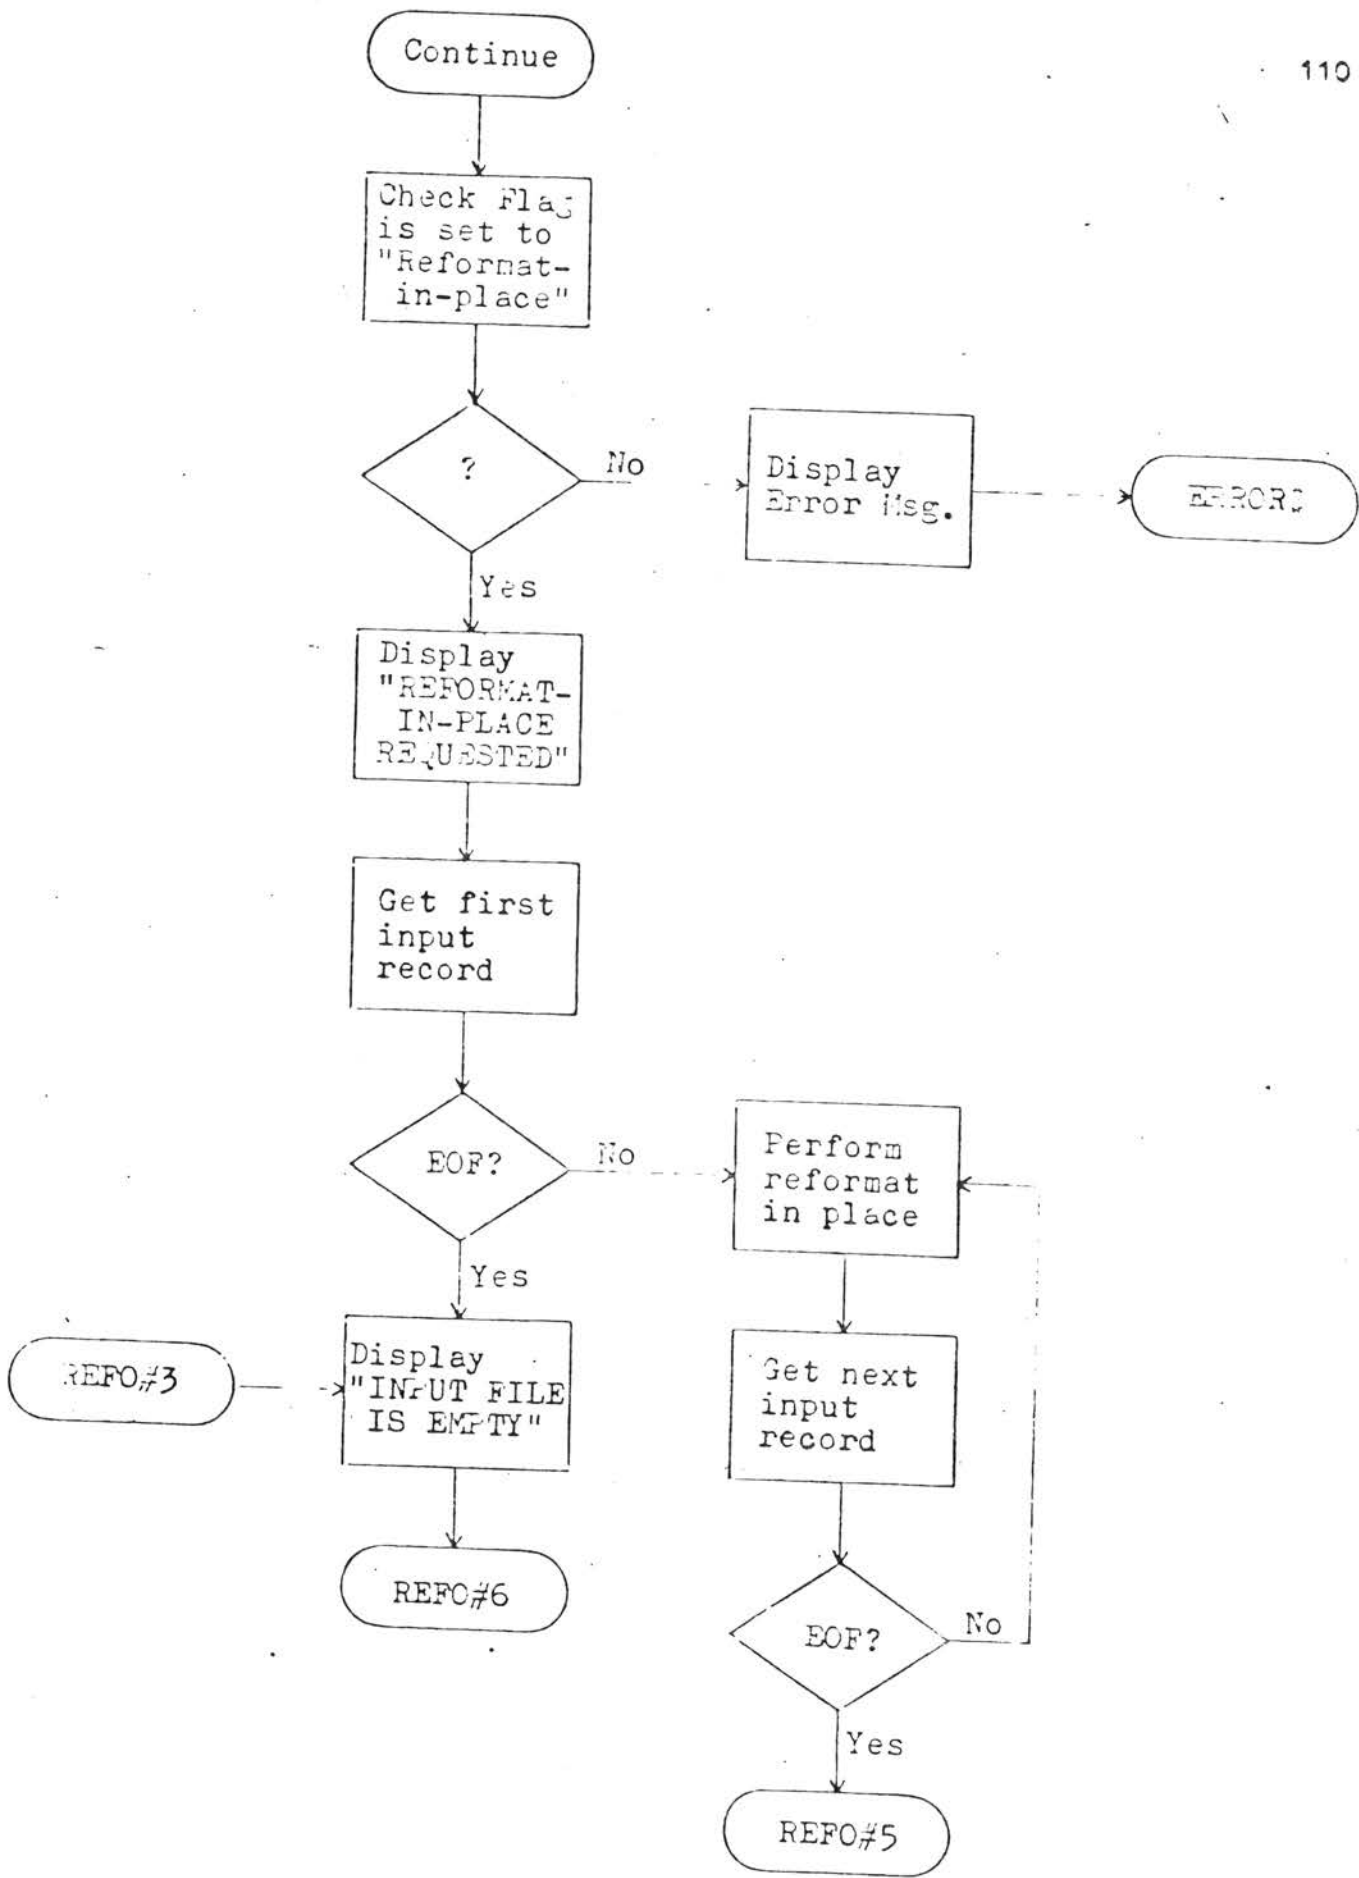 Continue
110
Check Flag
is set to
"Reformat-
in-place"
?
No
Display
Error Msg.
Yes
Display
"REFORMAT-
IN-PLACE
REQUESTED"
Get first
input
record
EOF?
No
Perform
reformat
in place
Yes
REFO#3
Display
"INPUT FILE
IS EMPTY"
Get next
input
record
REFO#6
EOF?
No
Yes
REFO#5